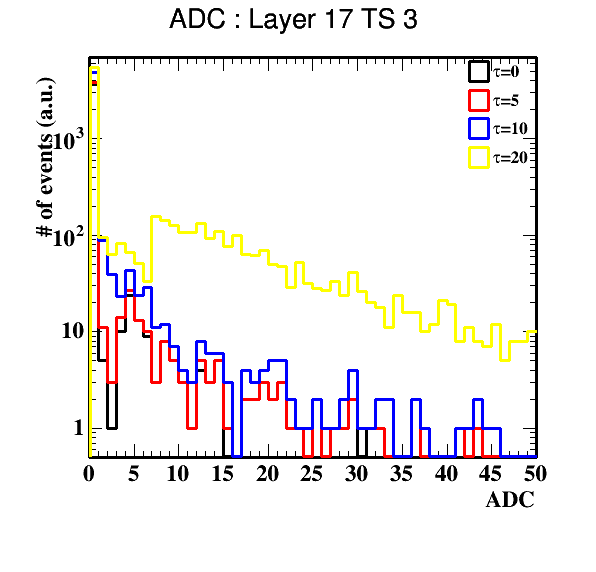 ADC : Layer 17 TS 3
# of events (a.u.)
10³
10²
10
1
τ=0
τ=5
τ=10
τ=20
0 5 10 15 20 25 30 35 40 45 50
ADC